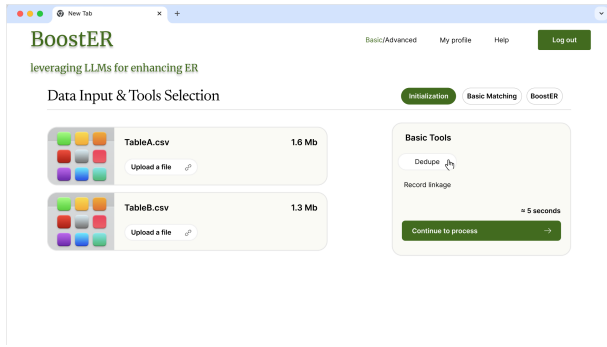 New Tab
BoostER
Basic/Advanced
My profile
Help
Log out
leveraging LLMs for enhancing ER
Data Input & Tools Selection
Initialization
Basic Matching
BoostER
TableA.csv
1.6 Mb
Upload a file
TableB.csv
1.3 Mb
Upload a file
Basic Tools
Dedupe
Record linkage
≈ 5 seconds
Continue to process